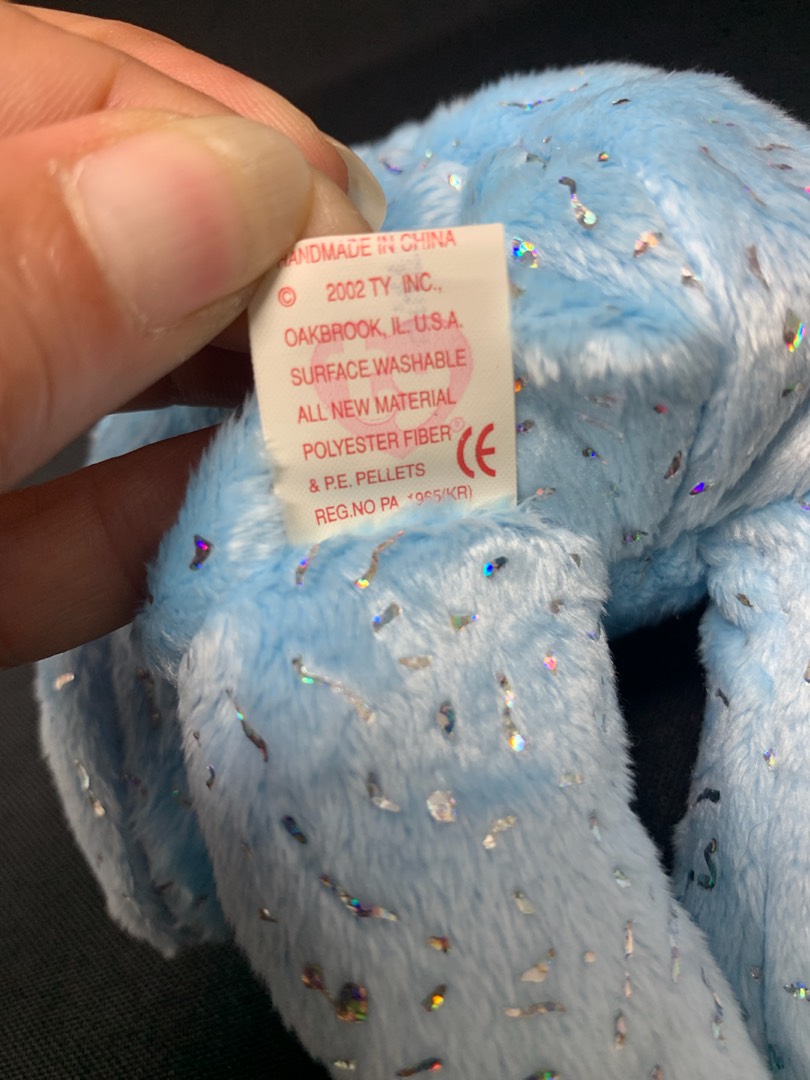 HANDMADE IN CHINA
© 2002 TY INC.,
OAKBROOK, IL. U.S.A.
SURFACE WASHABLE
ALL NEW MATERIAL
POLYESTER FIBER ®
& P.E. PELLETS CE
REG.NO PA. 1965(KR)